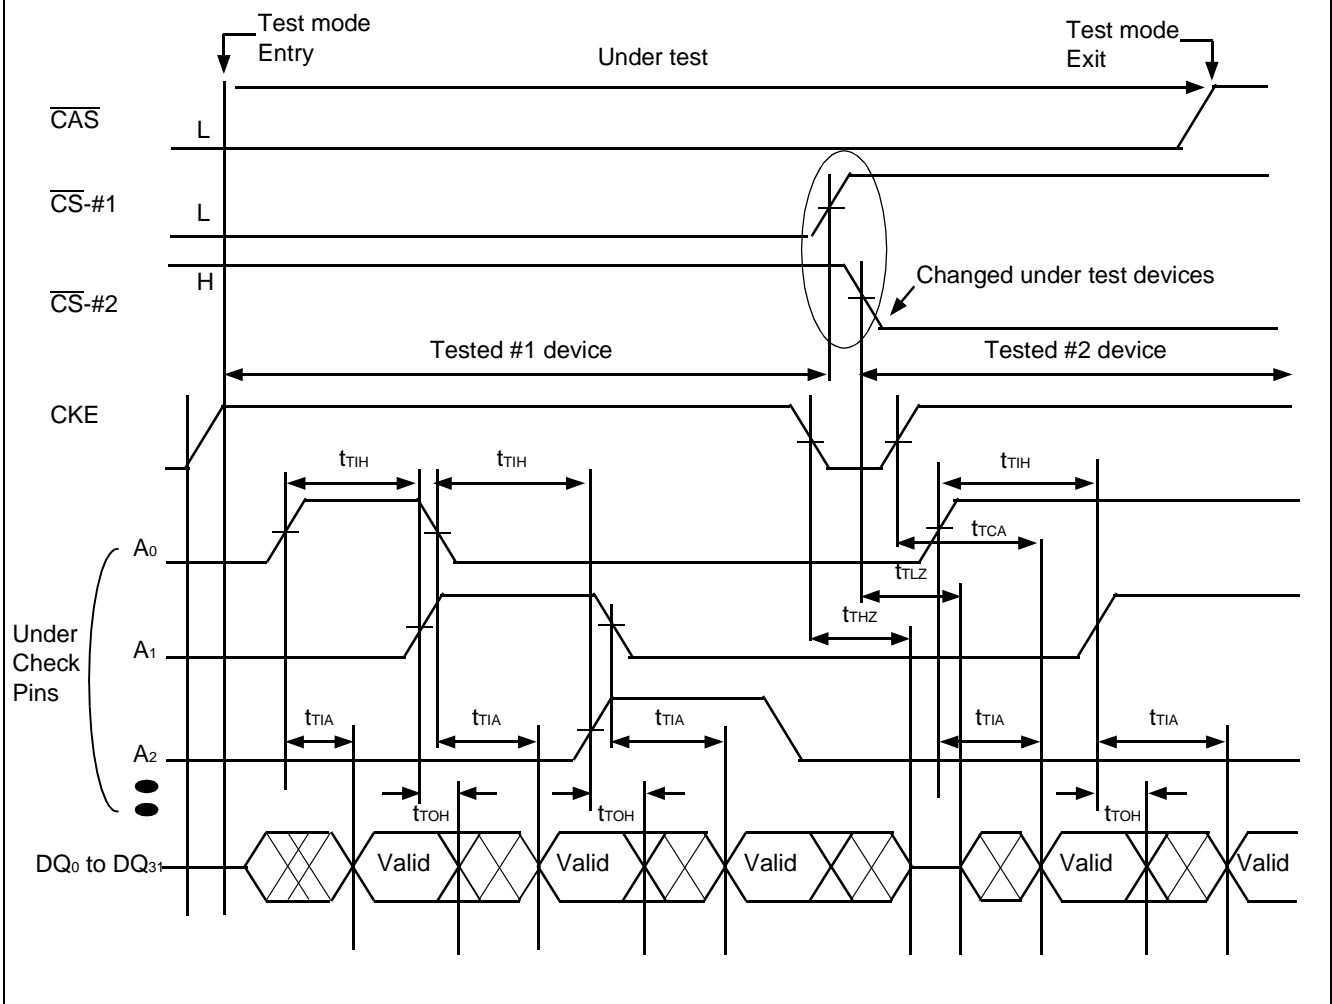 Test mode
Entry
Under test
Test mode
Exit
CAS
L
CS-#1
L
H
CS-#2
Changed under test devices
Tested #1 device
Tested #2 device
CKE
tTIH
tTIH
tTIH
A0
tTCA
tTLZ
tTHZ
Under
Check
Pins
A1
tTIA
tTIA
tTIA
tTIA
tTIA
A2
tTOH
tTOH
tTOH
DQ0 to DQ31
Valid
Valid
Valid
Valid
Valid